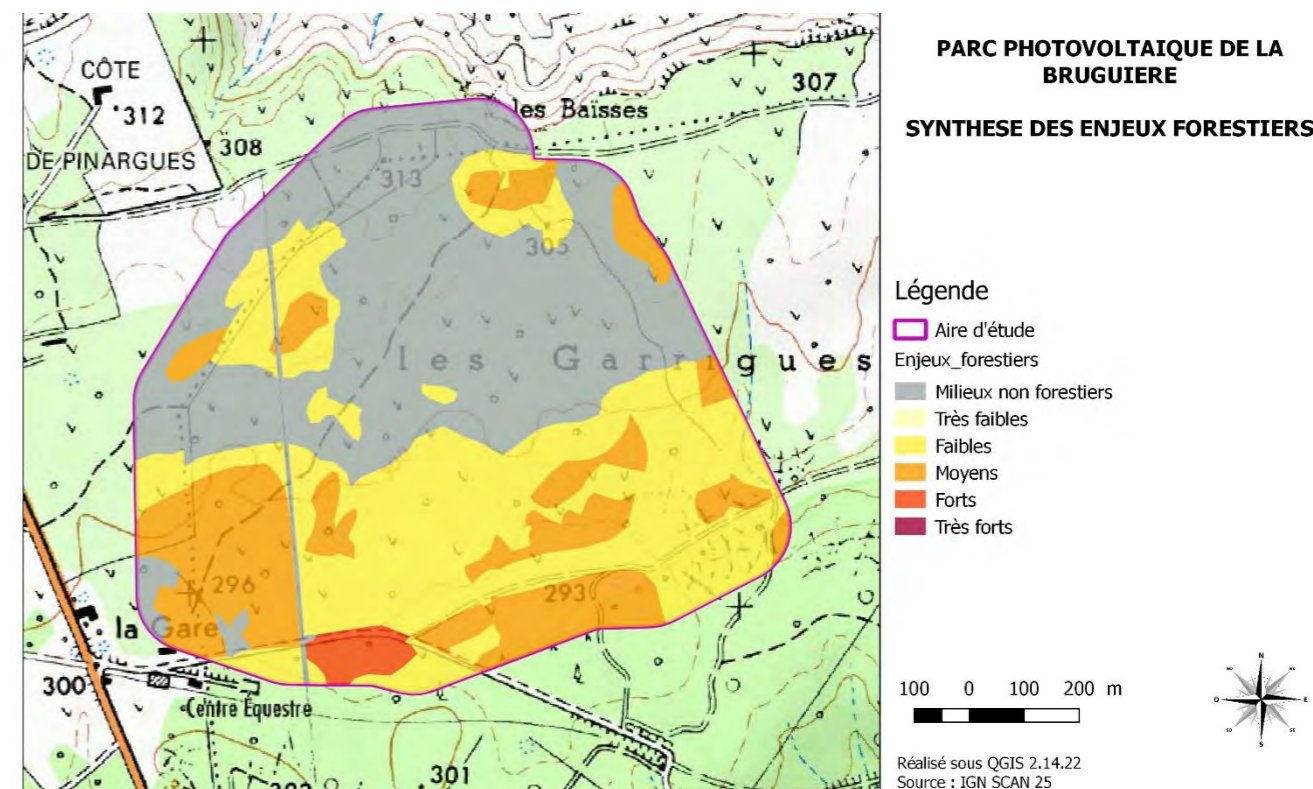 PARC PHOTOVOLTAIQUE DE LA
BRUGUIERE
SYNTHESE DES ENJEUX FORESTIERS
CÔTE
312
DE PINARGUES
308
les Baïsses
307
313
305
les Garrigues
296
293
la Gare
300
Centre Equestre
301
Légende
Aire d'étude
Enjeux_forestiers
Milieux non forestiers
Très faibles
Faibles
Moyens
Forts
Très forts
100 0 100 200 m
N
O
E
S
Réalisé sous QGIS 2.14.22
Source : IGN SCAN 25